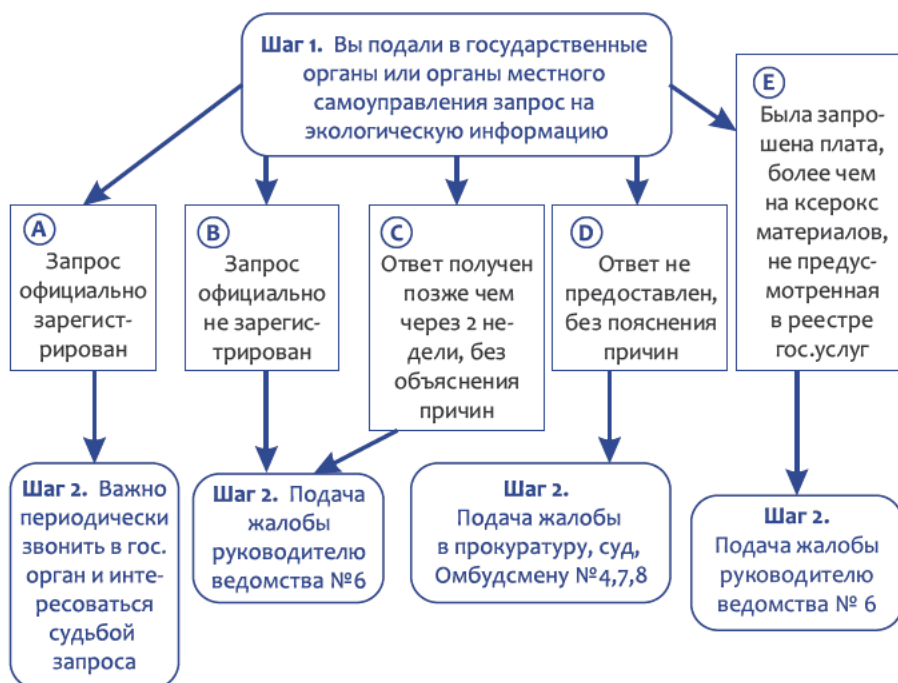 Шаг 1. Вы подали в государственные
органы или органы местного
самоуправления запрос на
экологическую информацию
A
Запрос
официально
зарегист-
рирован
B
Запрос
официально
не зарегис-
трирован
C
Ответ получен
позже чем
через 2 не-
дели, без
объяснения
причин
D
Ответ не
предоставлен,
без пояснения
причин
E
Была запро-
шена плата,
более чем
на ксерокс
материалов,
не предус-
мотренная
в реестре
гос.услуг
Шаг 2. Важно
периодически
звонить в гос.
орган и инте-
ресоваться
судьбой
запроса
Шаг 2. Подача
жалобы
руководителю
ведомства №6
Шаг 2.
Подача жалобы
в прокуратуру, суд,
Омбудсмену №4,7,8
Шаг 2.
Подача жалобы
руководителю
ведомства № 6